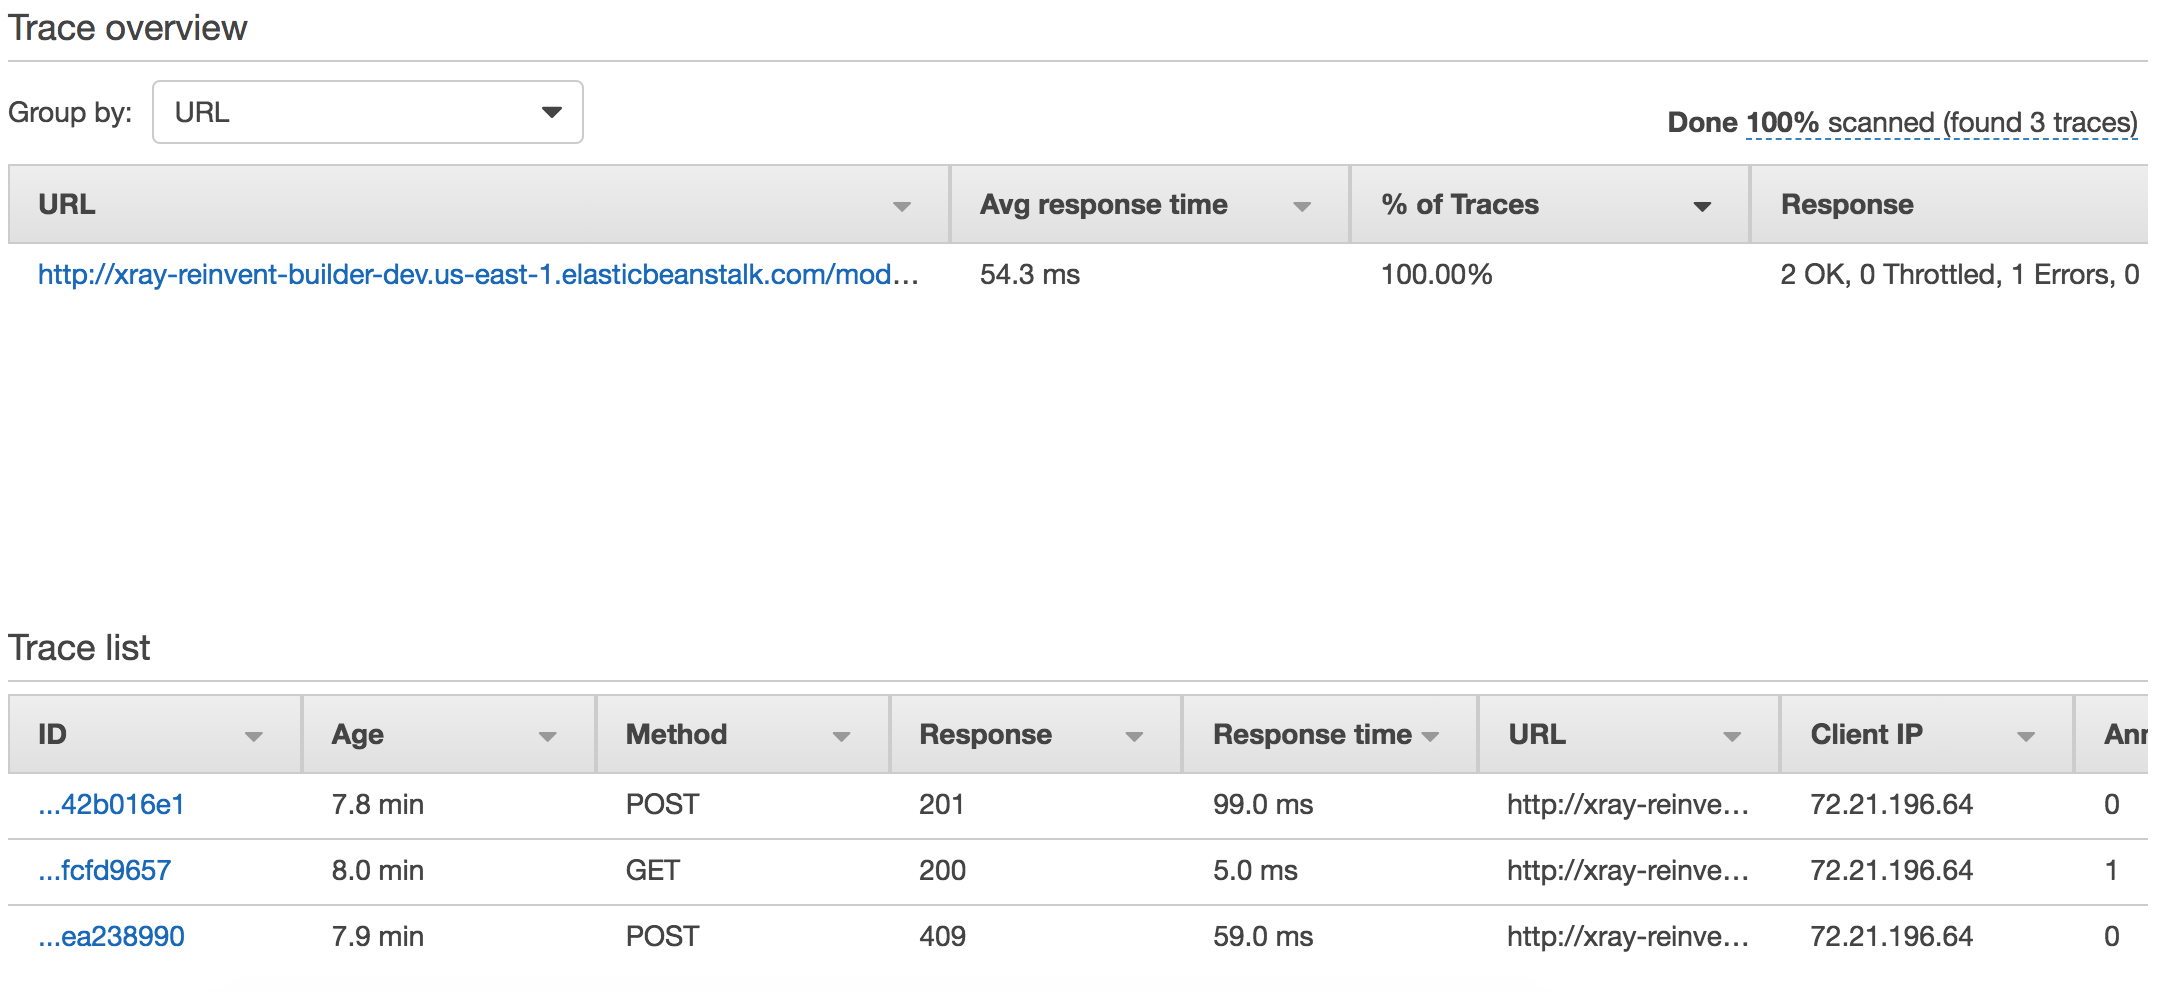 Trace overview
Group by: URL
Done 100% scanned (found 3 traces)
URL Avg response time % of Traces Response
http://xray-reinvent-builder-dev.us-east-1.elasticbeanstalk.com/mod... 54.3 ms 100.00% 2 OK, 0 Throttled, 1 Errors, 0
Trace list
ID Age Method Response Response time URL Client IP Ann
...42b016e1 7.8 min POST 201 99.0 ms http://xray-reinve... 72.21.196.64 0
...fcfd9657 8.0 min GET 200 5.0 ms http://xray-reinve... 72.21.196.64 1
...ea238990 7.9 min POST 409 59.0 ms http://xray-reinve... 72.21.196.64 0